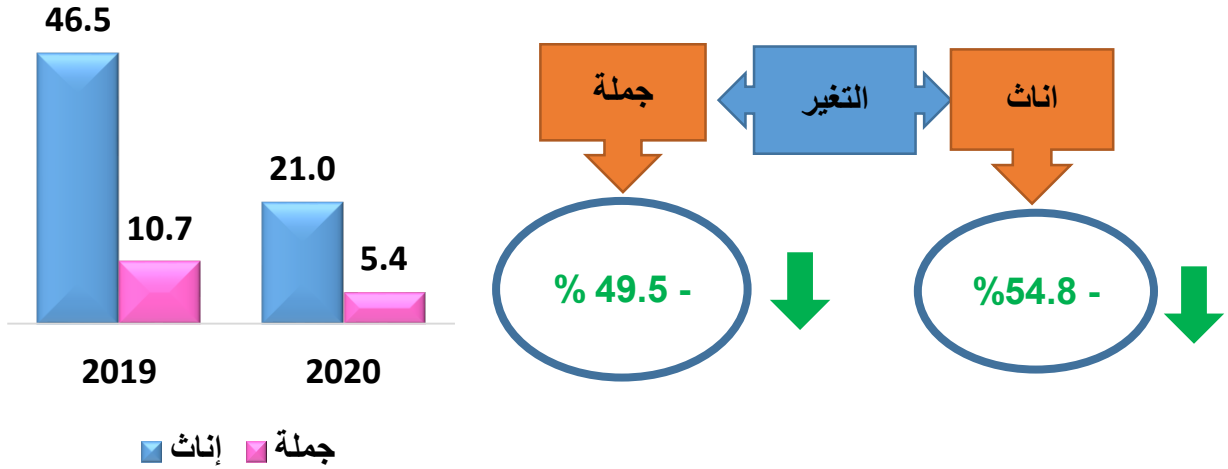 46.5
10.7
21.0
5.4
2019
2020
إناث
جملة
التغير
اناث
جملة
%54.8 -
% 49.5 -